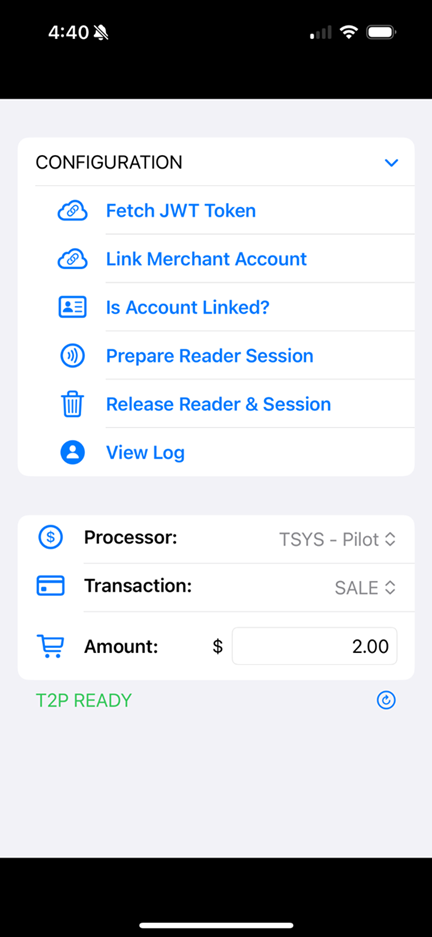 4:40
CONFIGURATION
Fetch JWT Token
Link Merchant Account
Is Account Linked?
Prepare Reader Session
Release Reader & Session
View Log
Processor: TSYS - Pilot
Transaction: SALE
Amount: $ 2.00
T2P READY